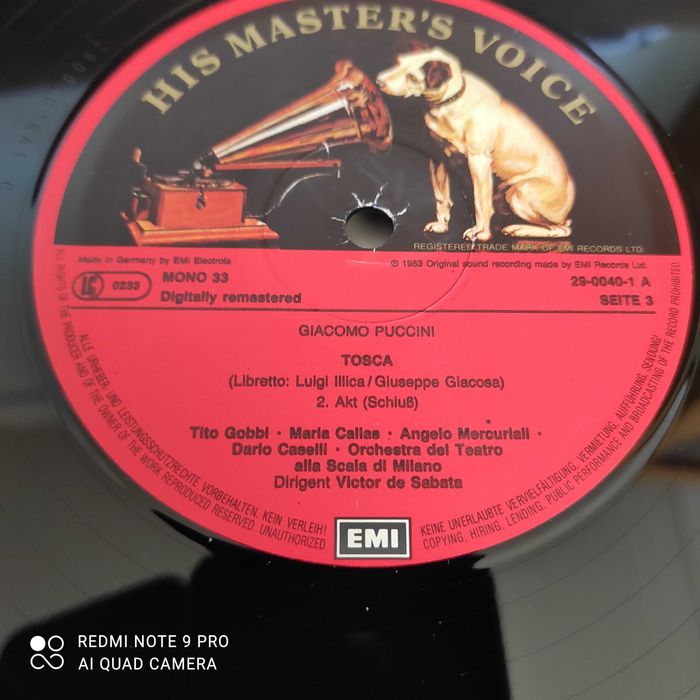 HIS MASTER'S VOICE
REGISTERED TRADE MARK OF EMI RECORDS LTD.
Made in Germany by EMI Electrola
℗ 1953 Original sound recording made by EMI Records Ltd.
LC 0233
MONO 33
Digitally remastered
29-0040-1 A
SEITE 3
GIACOMO PUCCINI
TOSCA
(Libretto: Luigi Illica/Giuseppe Giacosa)
2. Akt (Schluß)
Tito Gobbi · Maria Callas · Angelo Mercuriali ·
Dario Caselli · Orchestra del Teatro
alla Scala di Milano
Dirigent Victor de Sabata
EMI
ALLE URHEBER- UND LEISTUNGSSCHUTZRECHTE VORBEHALTEN. KEIN VERLEIH! KEINE UNERLAUBTE VERVIELFÄLTIGUNG, VERMIETUNG, AUFFÜHRUNG, SENDUNG!
ALL RIGHTS OF THE PRODUCER AND OF THE OWNER OF THE WORK REPRODUCED RESERVED. UNAUTHORIZED COPYING, HIRING, LENDING, PUBLIC PERFORMANCE AND BROADCASTING OF THE RECORD PROHIBITED.
REDMI NOTE 9 PRO
AI QUAD CAMERA